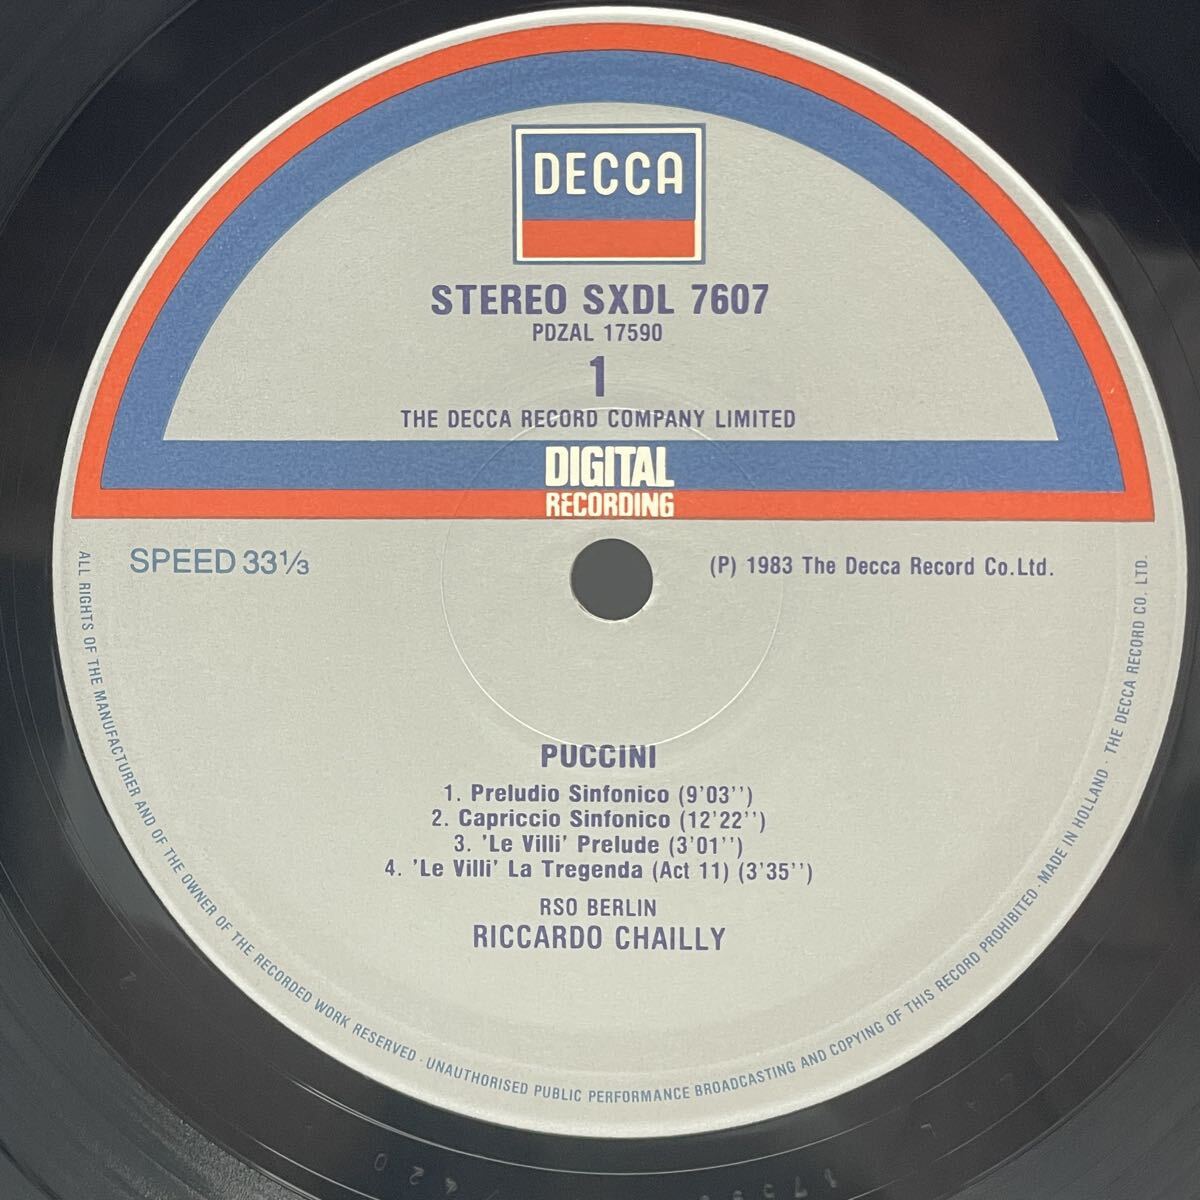 DECCA
STEREO SXDL 7607
PDZAL 17590
1
THE DECCA RECORD COMPANY LIMITED
DIGITAL
RECORDING
SPEED 33⅓
(P) 1983 The Decca Record Co.Ltd.
PUCCINI
1. Preludio Sinfonico (9'03'')
2. Capriccio Sinfonico (12'22'')
3. 'Le Villi' Prelude (3'01'')
4. 'Le Villi' La Tregenda (Act 11) (3'35'')
RSO BERLIN
RICCARDO CHAILLY
ALL RIGHTS OF THE MANUFACTURER AND OF THE OWNER OF THE RECORDED WORK RESERVED · UNAUTHORISED PUBLIC PERFORMANCE BROADCASTING AND COPYING OF THIS RECORD PROHIBITED · MADE IN HOLLAND · THE DECCA RECORD CO. LTD.
420